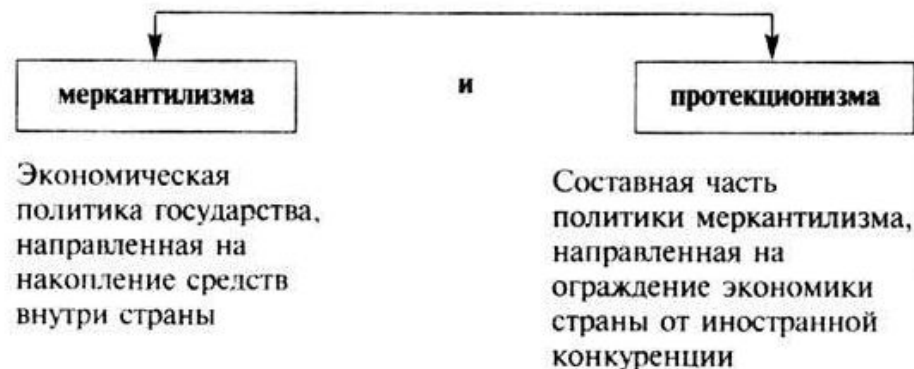 меркантилизма
и
протекционизма
Экономическая
политика государства,
направленная на
накопление средств
внутри страны
Составная часть
политики меркантилизма,
направленная на
ограждение экономики
страны от иностранной
конкуренции